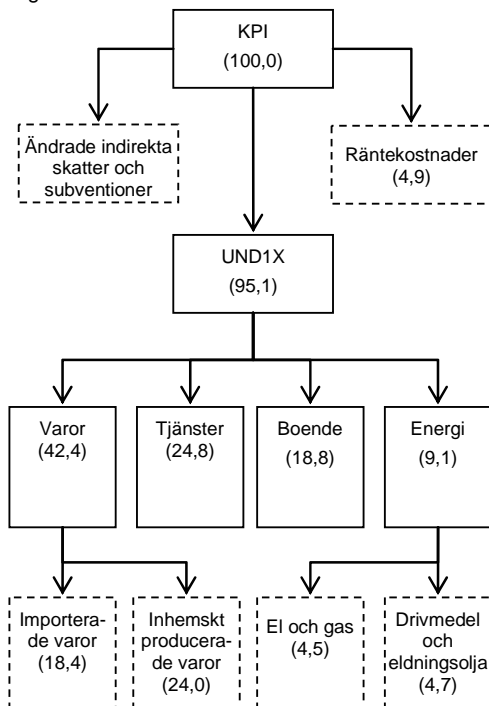 KPI
(100,0)
Ändrade indirekta
skatter och
subventioner
Räntekostnader
(4,9)
UND1X
(95,1)
Varor
(42,4)
Tjänster
(24,8)
Boende
(18,8)
Energi
(9,1)
Importera-
de varor
(18,4)
Inhemskt
producera-
de varor
(24,0)
El och gas
(4,5)
Drivmedel
och
eldningsolja
(4,7)